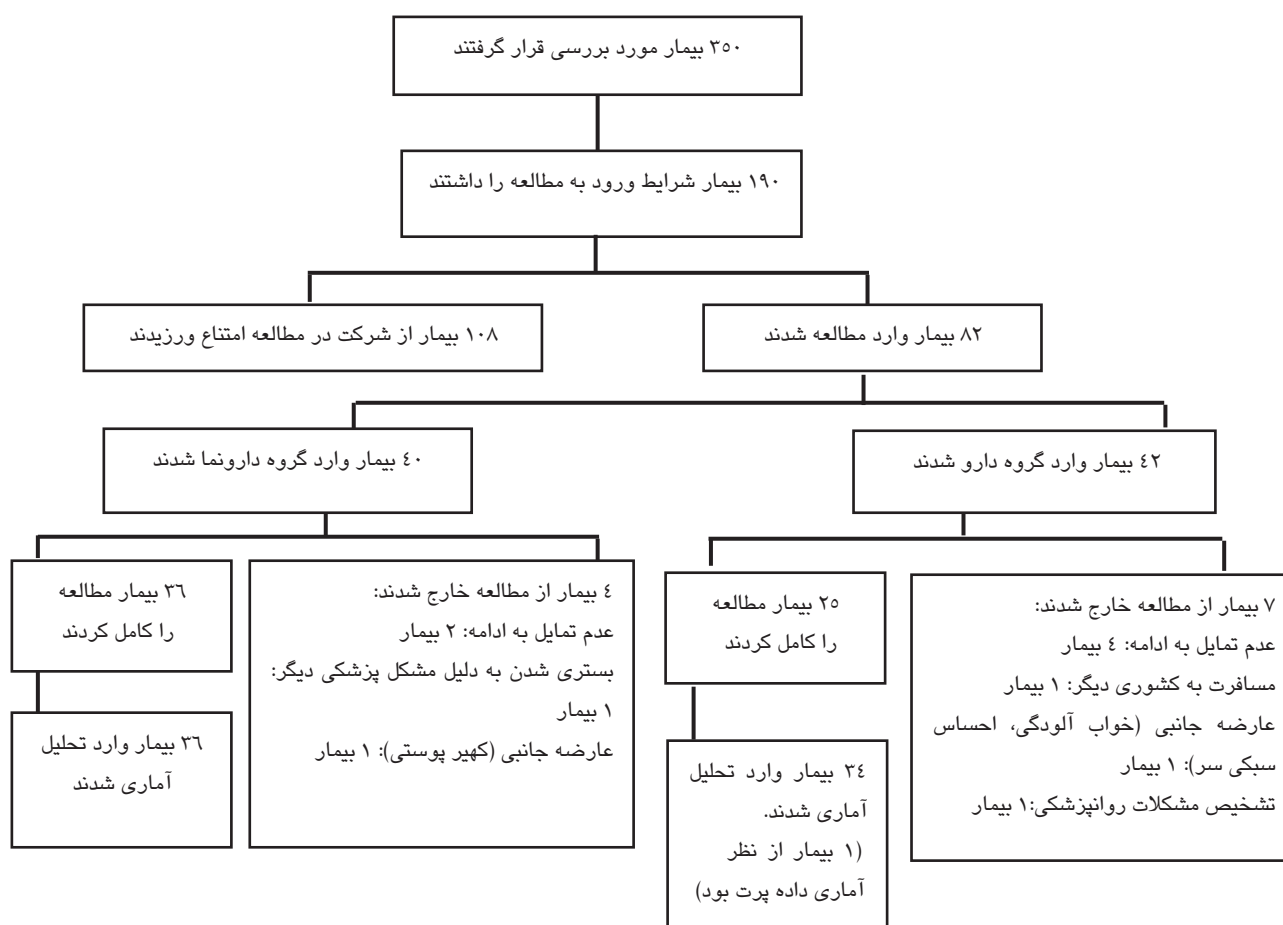 ۳۵۰ بیمار مورد بررسی قرار گرفتند
۱۹۰ بیمار شرایط ورود به مطالعه را داشتند
۸۲ بیمار وارد مطالعه شدند
۱۰۸ بیمار از شرکت در مطالعه امتناع ورزیدند
٤۲ بیمار وارد گروه دارو شدند
٤۰ بیمار وارد گروه دارونما شدند
۷ بیمار از مطالعه خارج شدند:
عدم تمایل به ادامه: ٤ بیمار
مسافرت به کشوری دیگر: ۱ بیمار
عارضه جانبی (خواب آلودگی، احساس
سبکی سر): ۱ بیمار
تشخیص مشکلات روانپزشکی:۱ بیمار
۲۵ بیمار مطالعه
را کامل کردند
۳٤ بیمار وارد تحلیل
آماری شدند.
(۱ بیمار از نظر
آماری داده پرت بود)
٤ بیمار از مطالعه خارج شدند:
عدم تمایل به ادامه: ۲ بیمار
بستری شدن به دلیل مشکل پزشکی دیگر:
۱ بیمار
عارضه جانبی (کهیر پوستی): ۱ بیمار
۳٦ بیمار مطالعه
را کامل کردند
۳٦ بیمار وارد تحلیل
آماری شدند